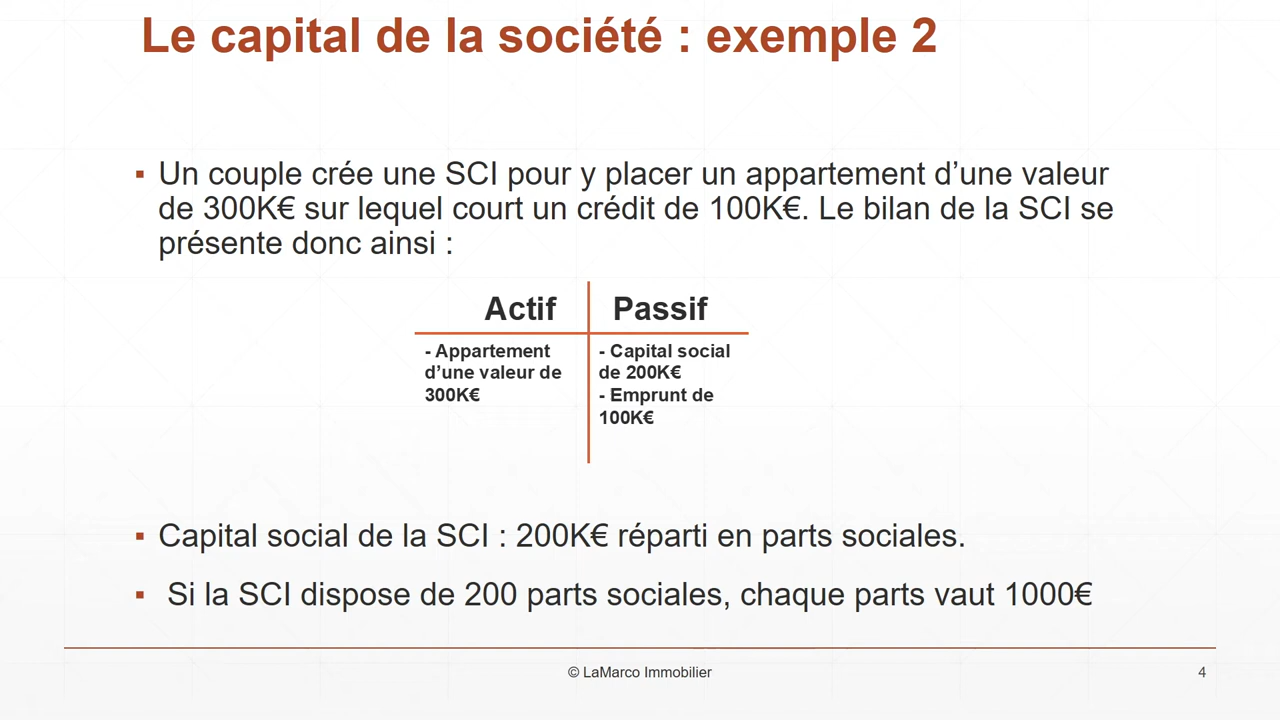 Le capital de la société : exemple 2
▪ Un couple crée une SCI pour y placer un appartement d’une valeur
de 300K€ sur lequel court un crédit de 100K€. Le bilan de la SCI se
présente donc ainsi :
Actif
Passif
- Appartement
d’une valeur de
300K€
- Capital social
de 200K€
- Emprunt de
100K€
▪ Capital social de la SCI : 200K€ réparti en parts sociales.
▪ Si la SCI dispose de 200 parts sociales, chaque parts vaut 1000€
© LaMarco Immobilier
4